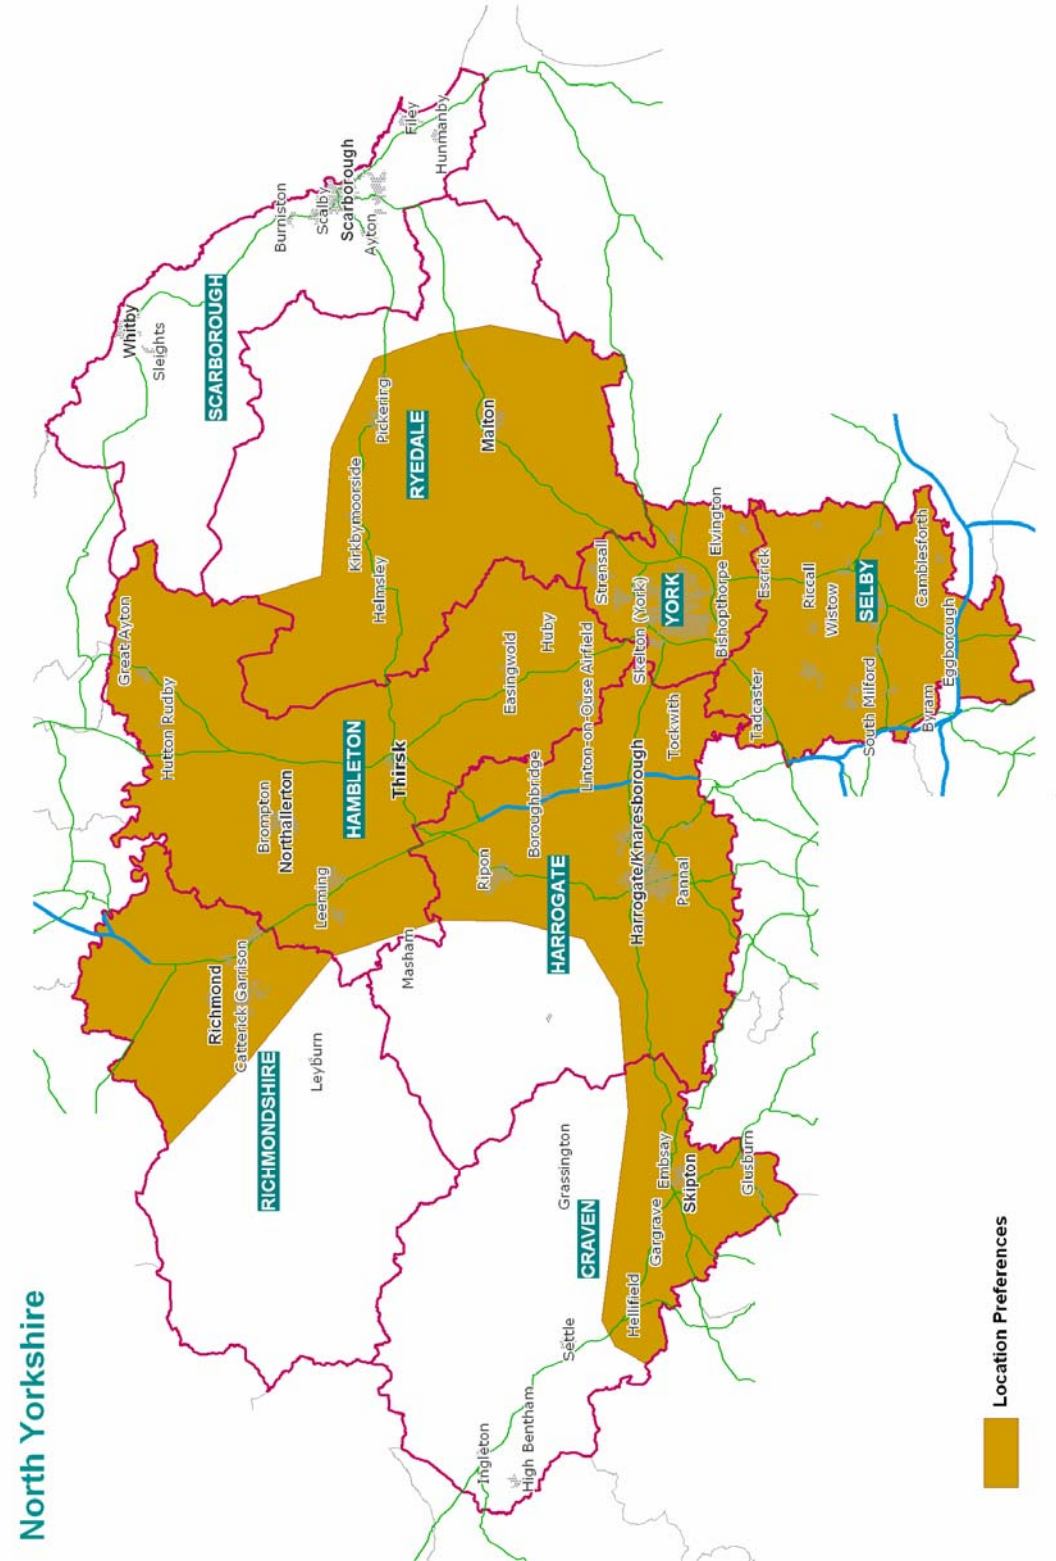 North Yorkshire
Whitby
Sleights
SCARBOROUGH
Burniston
Scalby
Scarborough
Ayton
Filey
Hunmanby
Great Ayton
Hutton Rudby
Brompton
Northallerton
HAMBLETON
Leeming
Thirsk
Richmond
Catterick Garrison
RICHMONDSHIRE
Leyburn
Masham
Kirkbymoorside
Pickering
Helmsley
RYEDALE
Malton
Easingwold
Huby
Linton-on-Ouse Airfield
Ripon
Boroughbridge
HARROGATE
Harrogate/Knaresborough
Pannal
Tockwith
Strensall
Skelton (York)
YORK
Bishopthorpe
Elvington
Escrick
Tadcaster
Riccall
Wistow
SELBY
South Milford
Camblesforth
Eggborough
Byram
Grassington
CRAVEN
Settle
Hellifield
Gargrave
Embsay
Skipton
Glusburn
Ingleton
High Bentham
Location Preferences